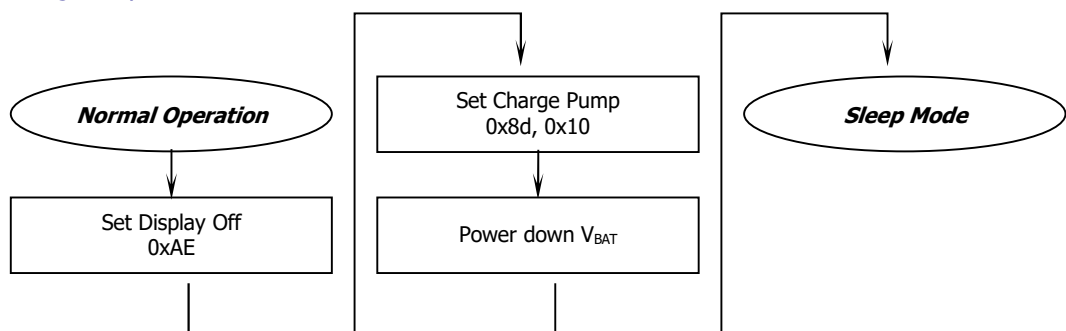 Normal Operation
Set Display Off
0xAE
Set Charge Pump
0x8d, 0x10
Power down VBAT
Sleep Mode